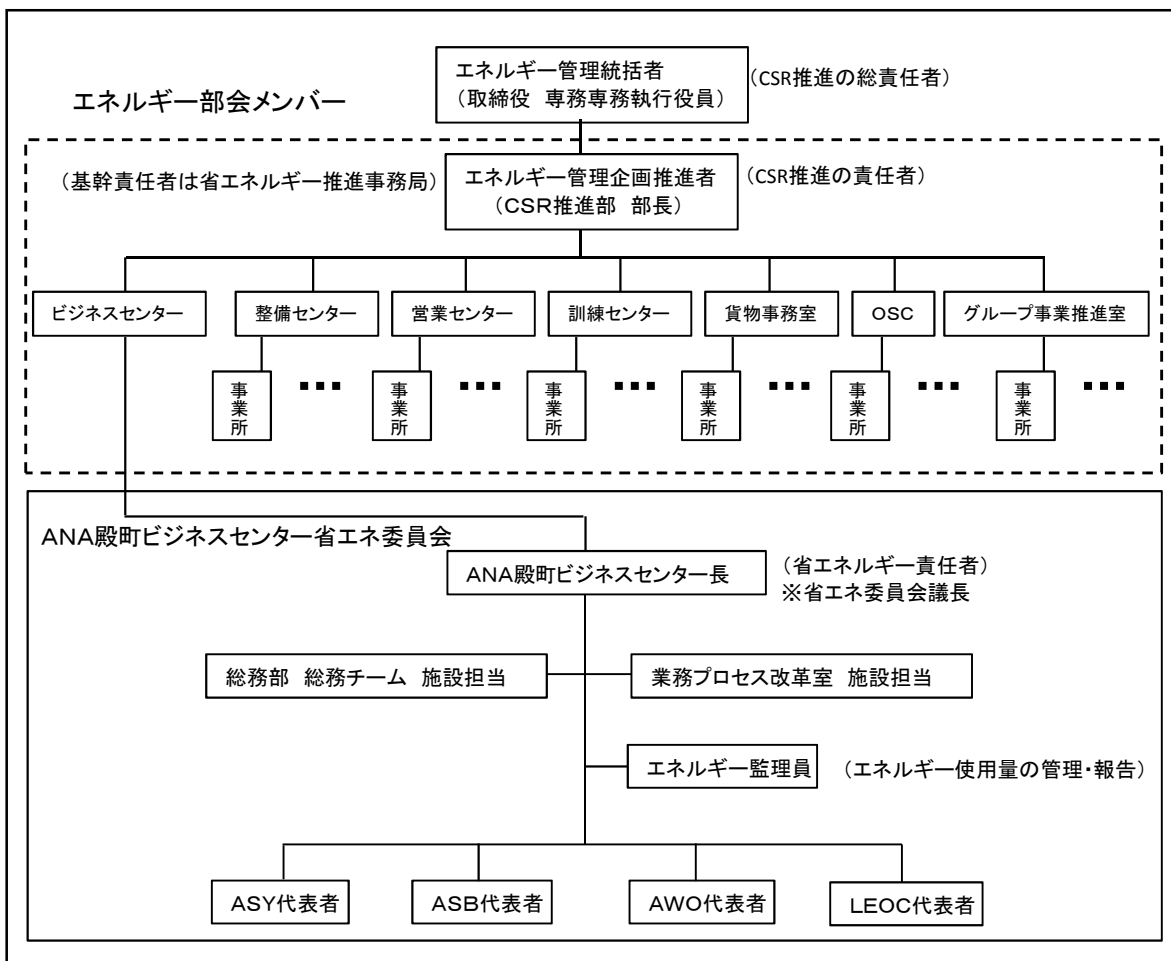 エネルギー管理統括者
(取締役 専務専務執行役員)
(CSR推進の総責任者)
エネルギー部会メンバー
(基幹責任者は省エネルギー推進事務局)
エネルギー管理企画推進者
(CSR推進部 部長)
(CSR推進の責任者)
ビジネスセンター
整備センター
営業センター
訓練センター
貨物事務室
OSC
グループ事業推進室
事業所
事業所
事業所
事業所
事業所
事業所
ANA殿町ビジネスセンター省エネ委員会
ANA殿町ビジネスセンター長
(省エネルギー責任者)
※省エネ委員会議長
総務部 総務チーム 施設担当
業務プロセス改革室 施設担当
エネルギー監理員
(エネルギー使用量の管理・報告)
ASY代表者
ASB代表者
AWO代表者
LEOC代表者